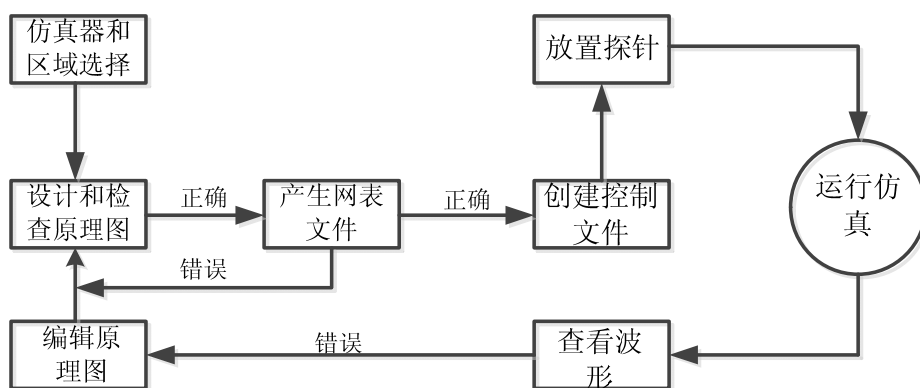 仿真器和
区域选择
放置探针
设计和检
查原理图
正确
产生网表
文件
正确
创建控制
文件
运行仿
真
错误
编辑原
理图
错误
查看波
形